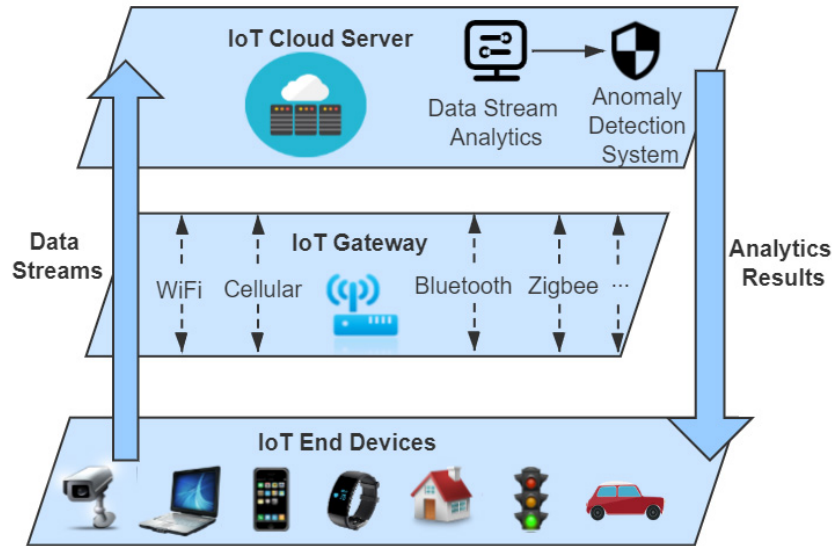 IoT Cloud Server
Data Stream
Analytics
Anomaly
Detection
System
Data
Streams
IoT Gateway
WiFi
Cellular
Bluetooth
Zigbee
...
Analytics
Results
IoT End Devices